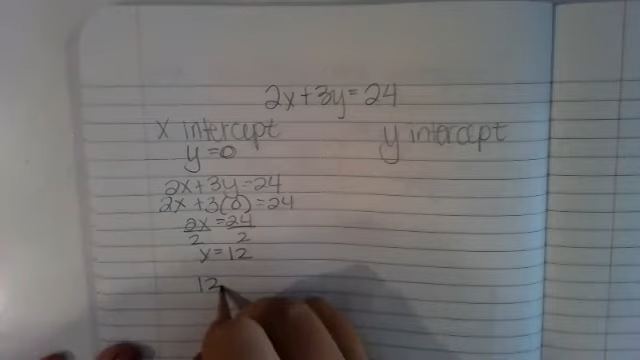 2x+3y=24
x intercept
y intercept
y=0
2x+3y=24
2x+3(0)=24
2x=24
2 2
x=12
12